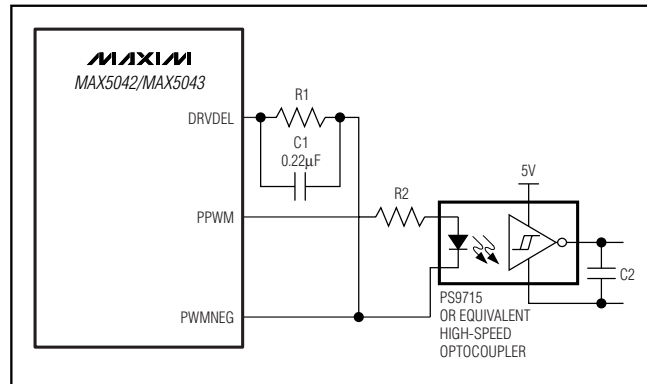 MAXIM
MAX5042/MAX5043
DRVDEL
R1
C1
0.22µF
PPWM
R2
5V
C2
PWMNEG
PS9715
OR EQUIVALENT
HIGH-SPEED
OPTOCOUPLER